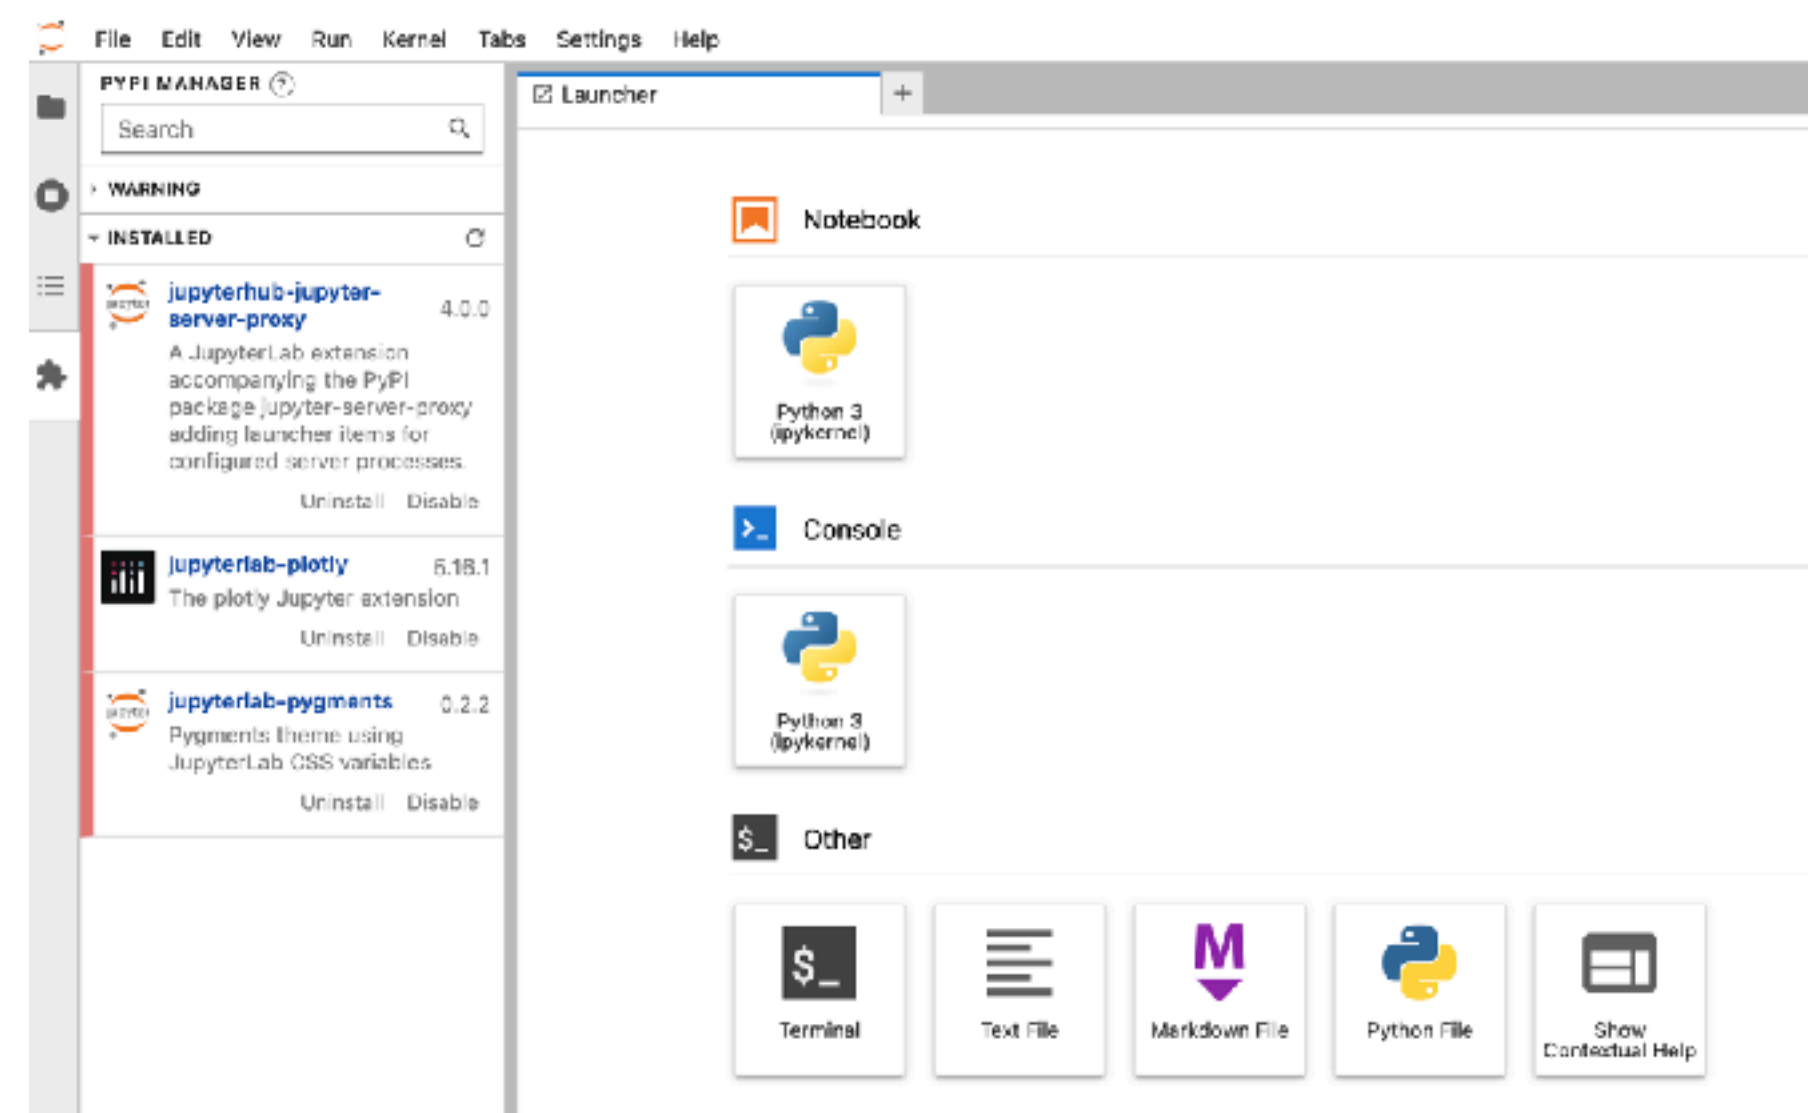 File Edit View Run Kernel Tabs Settings Help
PYPI MANAGER ?
Search
WARNING
INSTALLED
jupyterhub-jupyter-
server-proxy
4.0.0
A JupyterLab extension
accompanying the PyPI
package jupyter-server-proxy
adding launcher items for
configured server processes.
Uninstall Disable
jupyterlab-plotly
5.18.1
The plotly Jupyter extension
Uninstall Disable
jupyterlab-pygments
0.2.2
Pygments theme using
JupyterLab CSS variables
Uninstall Disable
Launcher +
Notebook
Python 3
(ipykernel)
>_ Console
Python 3
(ipykernel)
$_ Other
$_
Terminal
Text File
M
Markdown File
Python File
Show
Contextual Help